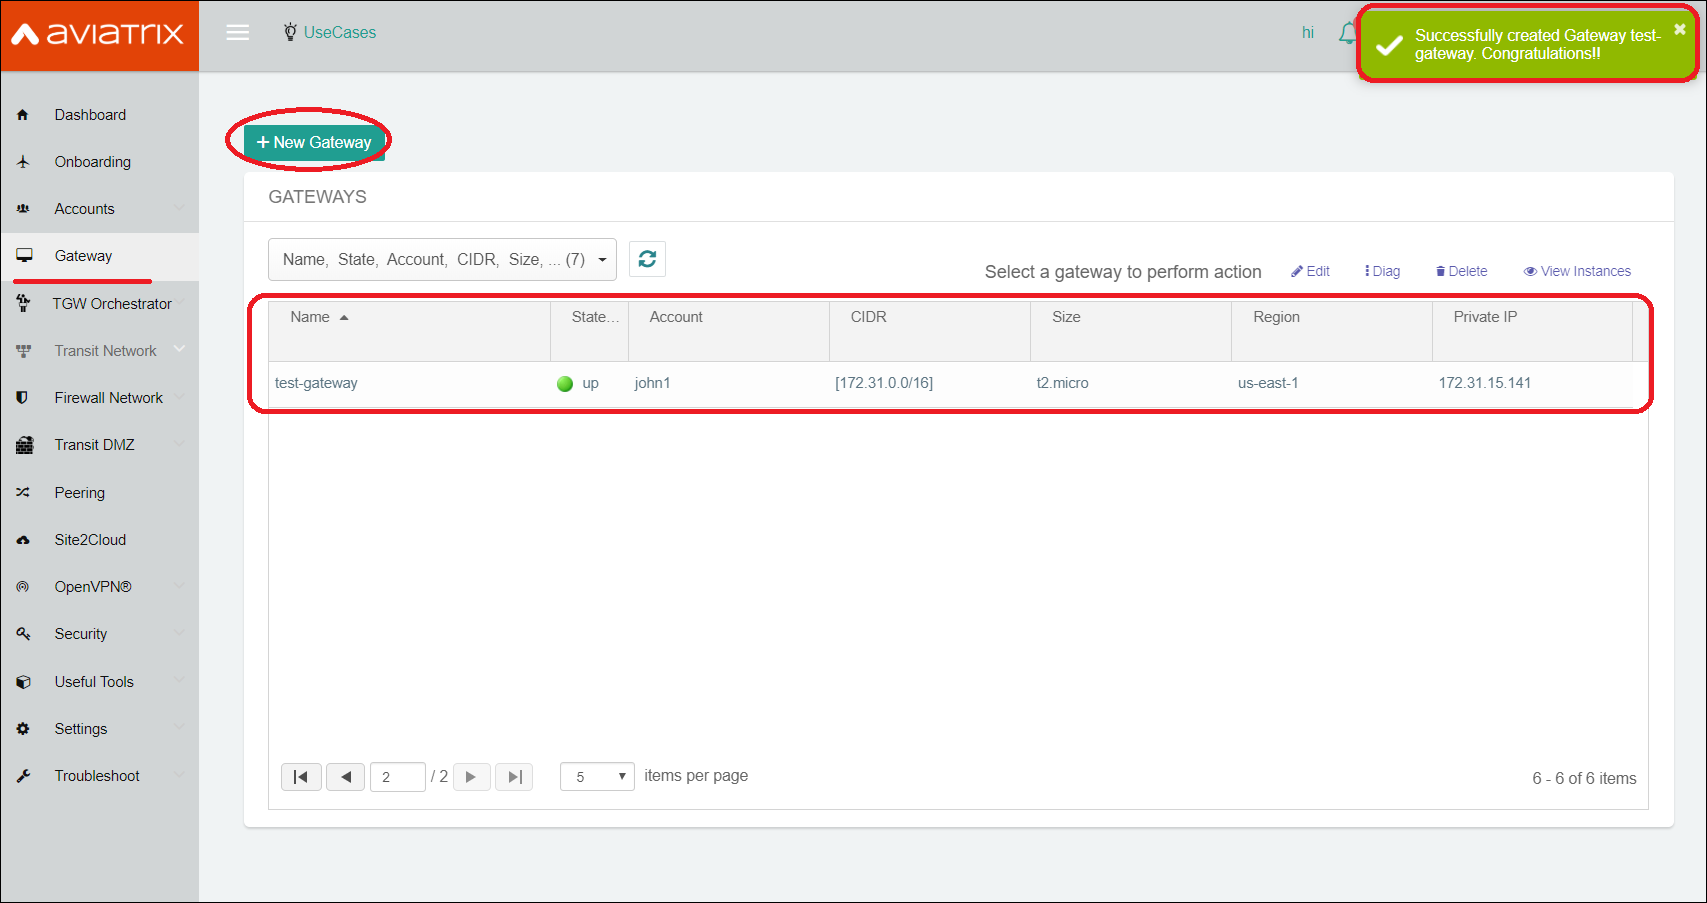 AVIATRIX
UseCases
hi
Successfully created Gateway test-
gateway. Congratulations!!
Dashboard
Onboarding
Accounts
Gateway
TGW Orchestrator
Transit Network
Firewall Network
Transit DMZ
Peering
Site2Cloud
OpenVPN®
Security
Useful Tools
Settings
Troubleshoot
+ New Gateway
GATEWAYS
Name, State, Account, CIDR, Size, ... (7)
Select a gateway to perform action Edit Diag Delete View Instances
Name State... Account CIDR Size Region Private IP
test-gateway up john1 [172.31.0.0/16] t2.micro us-east-1 172.31.15.141
2 / 2 5 items per page 6 - 6 of 6 items